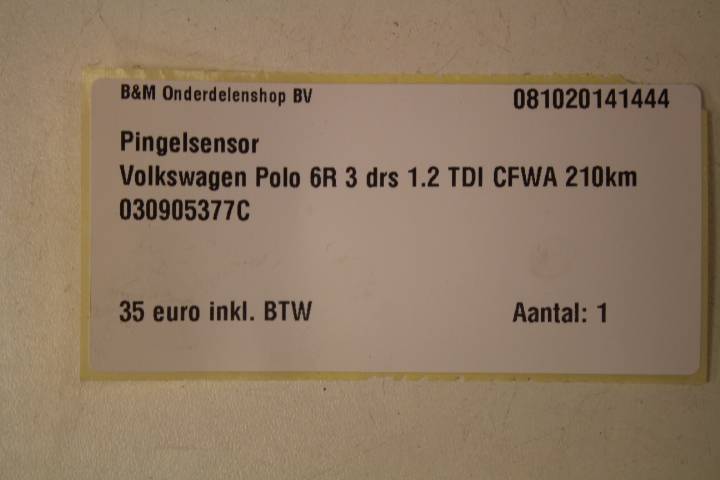 B&M Onderdelenshop BV 081020141444
Pingelsensor
Volkswagen Polo 6R 3 drs 1.2 TDI CFWA 210km
030905377C
35 euro inkl. BTW Aantal: 1